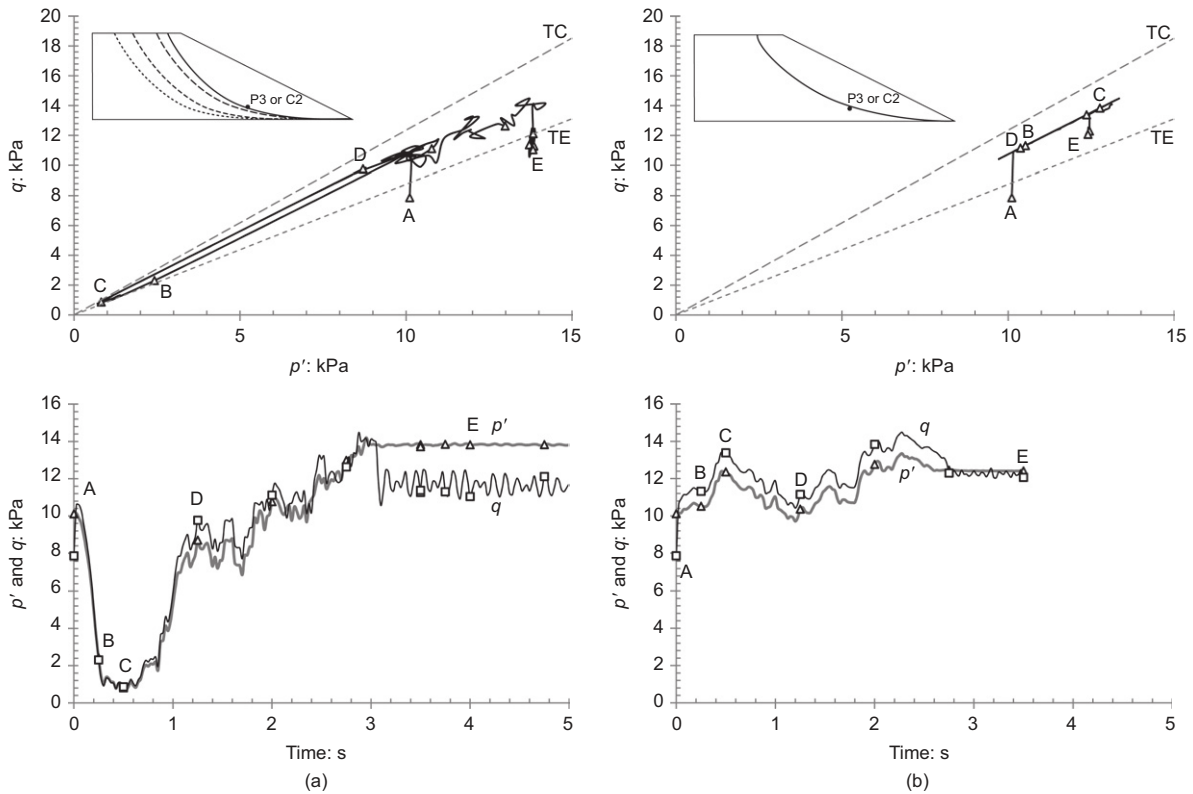 20
18
16
14
12
10
8
6
4
2
0
q: kPa
P3 or C2
TC
TE
A
B
C
D
E
0 5 10 15
p′: kPa
20
18
16
14
12
10
8
6
4
2
0
q: kPa
P3 or C2
TC
TE
A
B
C
D
E
0 5 10 15
p′: kPa
16
14
12
10
8
6
4
2
0
p′ and q: kPa
A
B
C
D
E
p′
q
0 1 2 3 4 5
Time: s
(a)
16
14
12
10
8
6
4
2
0
p′ and q: kPa
A
B
C
D
E
q
p′
0 1 2 3 4 5
Time: s
(b)